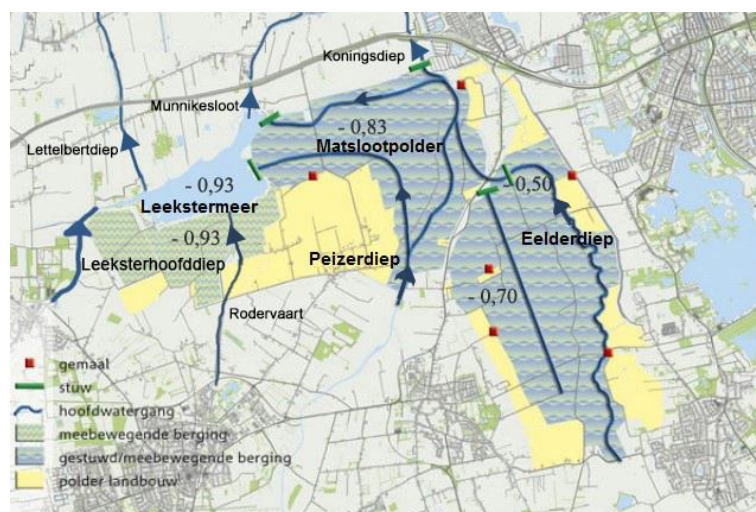 Koningsdiep
Munnikesloot
- 0,83
Matslootpolder
Lettelbertdiep
- 0,93
Leekstermeer
- 0,50
- 0,93
Eelderdiep
Leeksterhoofddiep
Peizerdiep
- 0,70
Rodervaart
gemaal
stuw
hoofdwatergang
meebewegende berging
gestuwd/meebewegende berging
polder landbouw